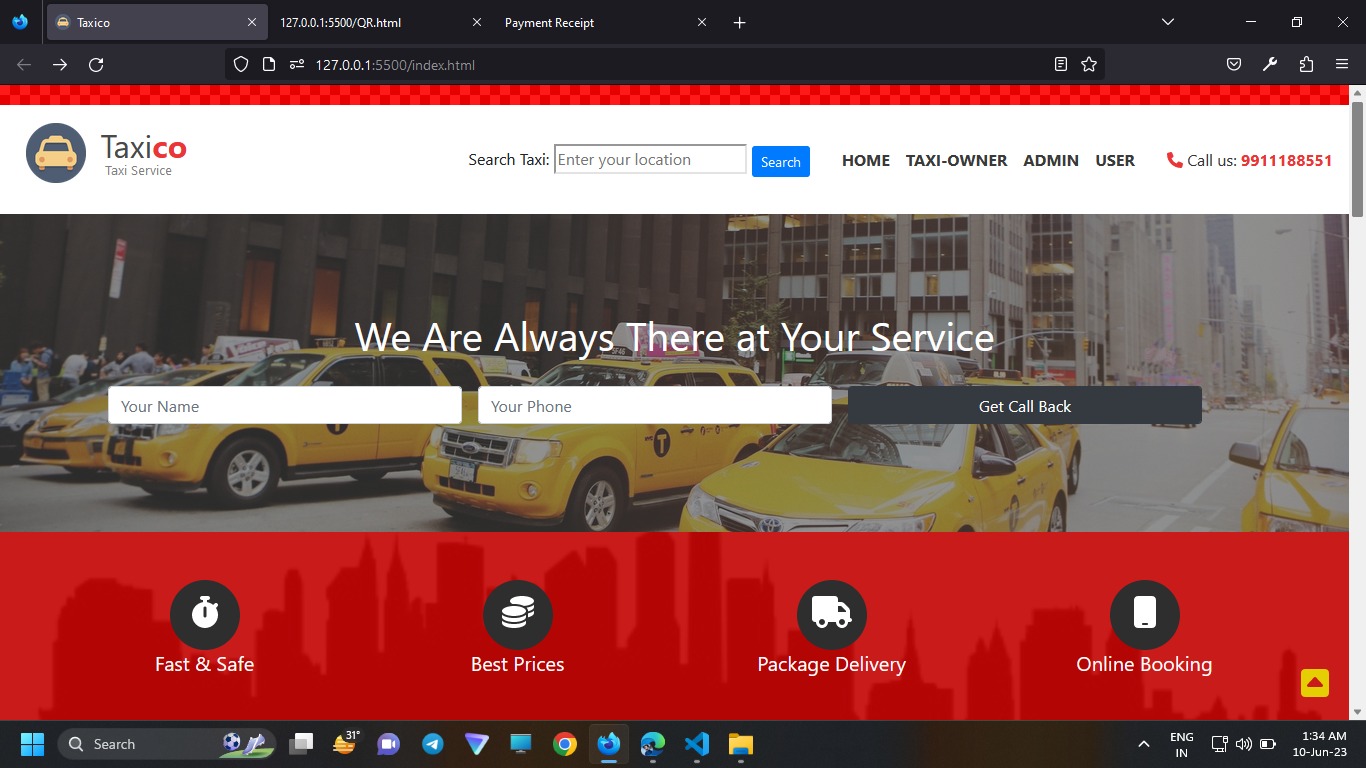 Taxico
127.0.0.1:5500/QR.html
Payment Receipt
127.0.0.1:5500/index.html
Taxico
Taxi Service
Search Taxi: Enter your location Search
HOME TAXI-OWNER ADMIN USER
Call us: 9911188551
We Are Always There at Your Service
Your Name Your Phone Get Call Back
Fast & Safe Best Prices Package Delivery Online Booking
Search
31°
ENG
IN
1:34 AM
10-Jun-23